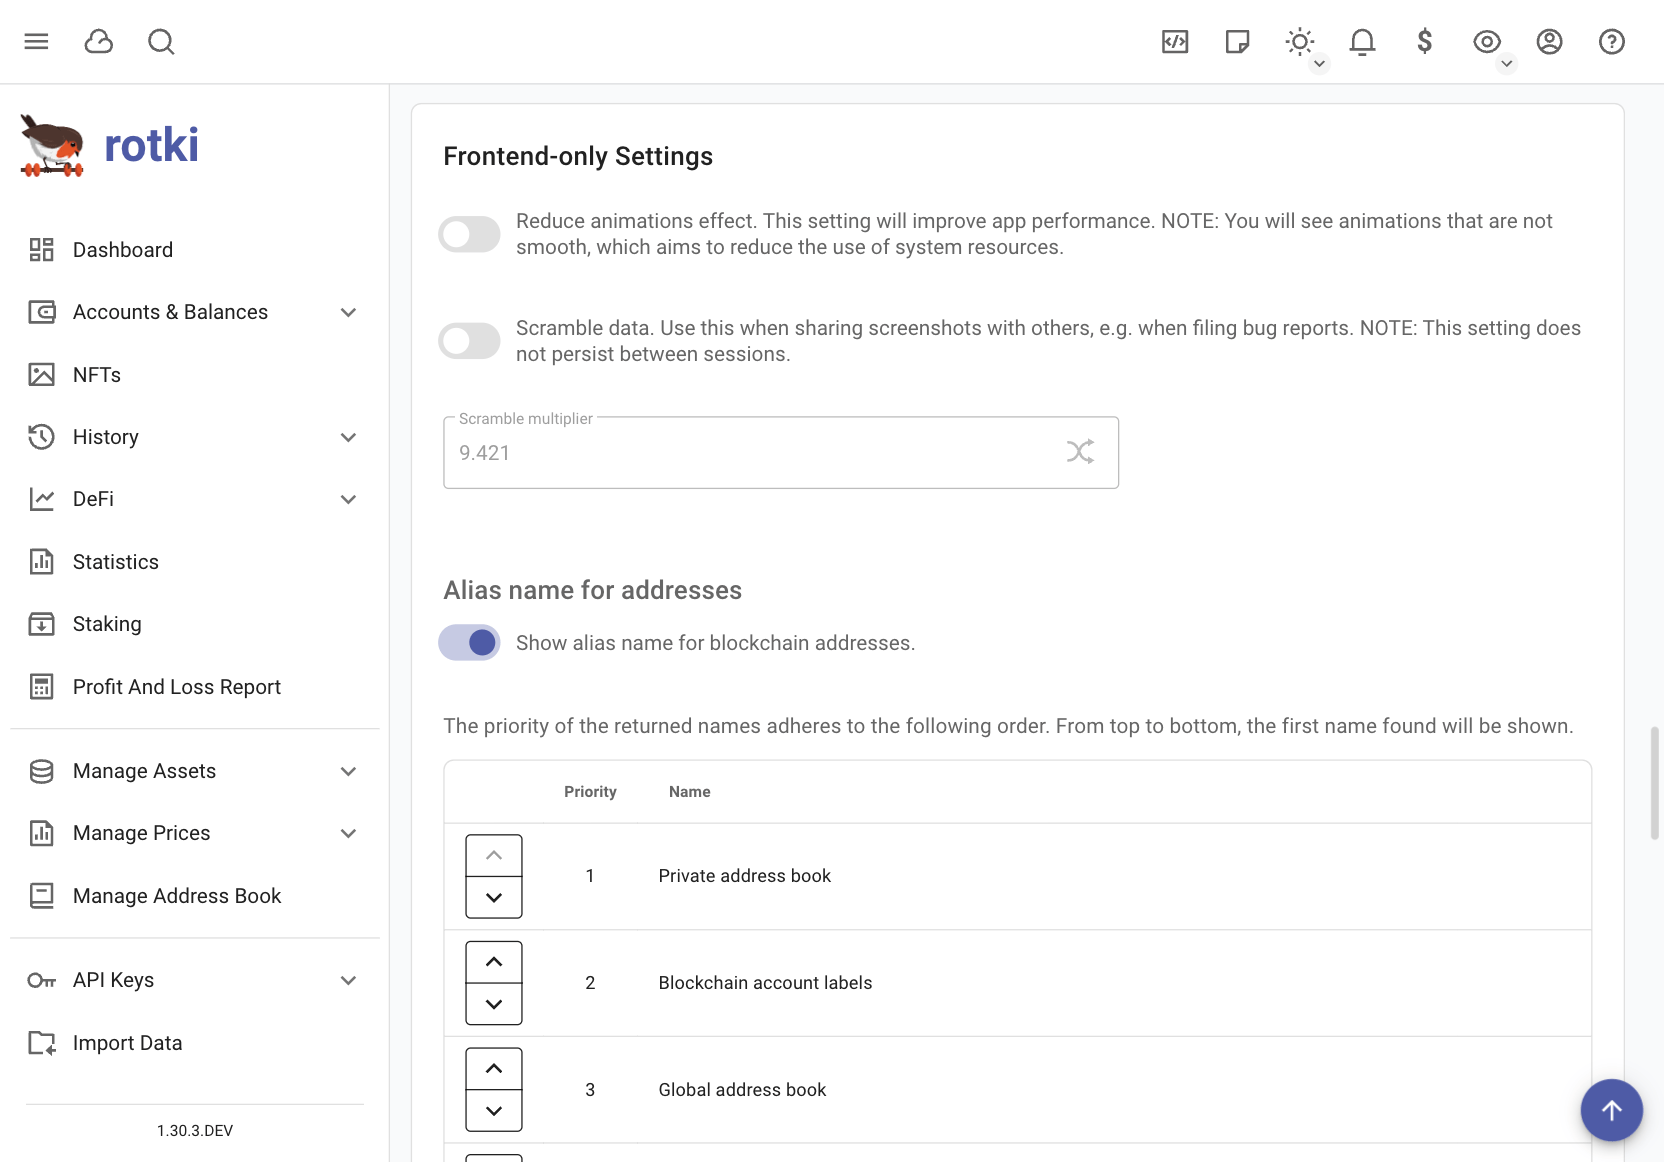 rotki
Dashboard
Accounts & Balances
NFTs
History
DeFi
Statistics
Staking
Profit And Loss Report
Manage Assets
Manage Prices
Manage Address Book
API Keys
Import Data
1.30.3.DEV
Frontend-only Settings
Reduce animations effect. This setting will improve app performance. NOTE: You will see animations that are not
smooth, which aims to reduce the use of system resources.
Scramble data. Use this when sharing screenshots with others, e.g. when filing bug reports. NOTE: This setting does
not persist between sessions.
Scramble multiplier
9.421
Alias name for addresses
Show alias name for blockchain addresses.
The priority of the returned names adheres to the following order. From top to bottom, the first name found will be shown.
Priority Name
1 Private address book
2 Blockchain account labels
3 Global address book